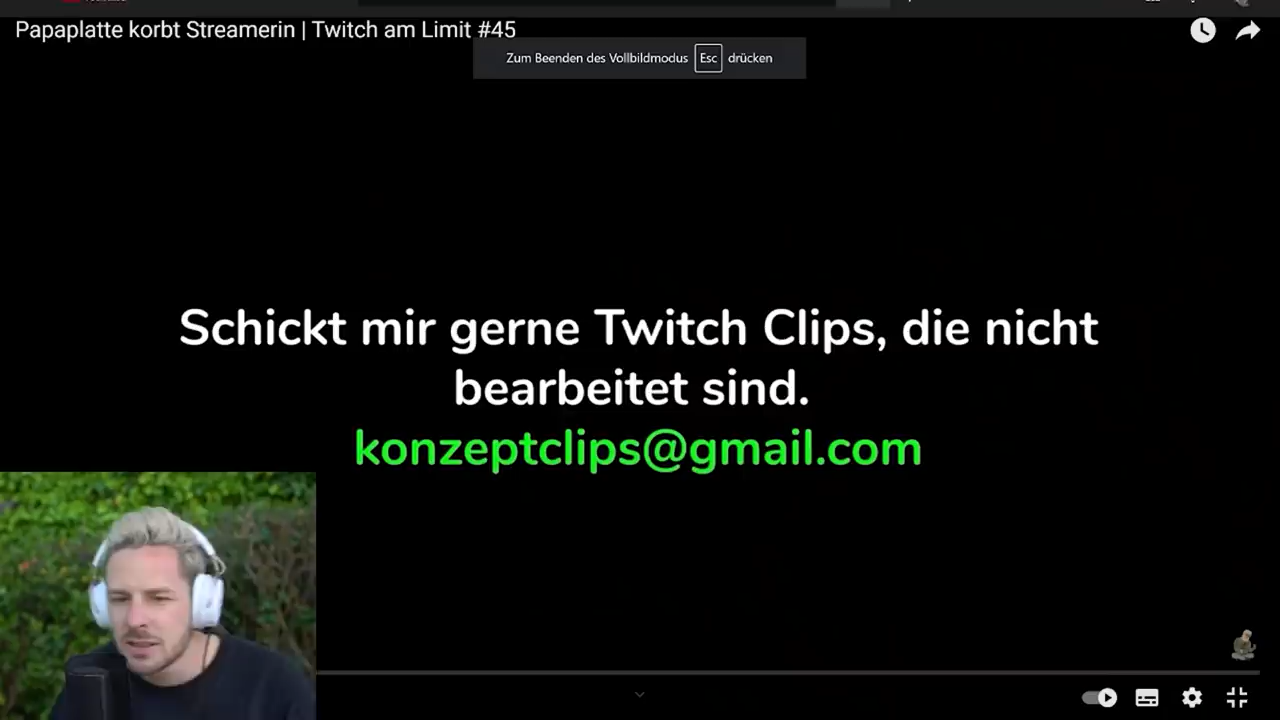 Papaplatte korbt Streamerin | Twitch am Limit #45
Zum Beenden des Vollbildmodus Esc drücken
Schickt mir gerne Twitch Clips, die nicht
bearbeitet sind.
konzeptclips@gmail.com